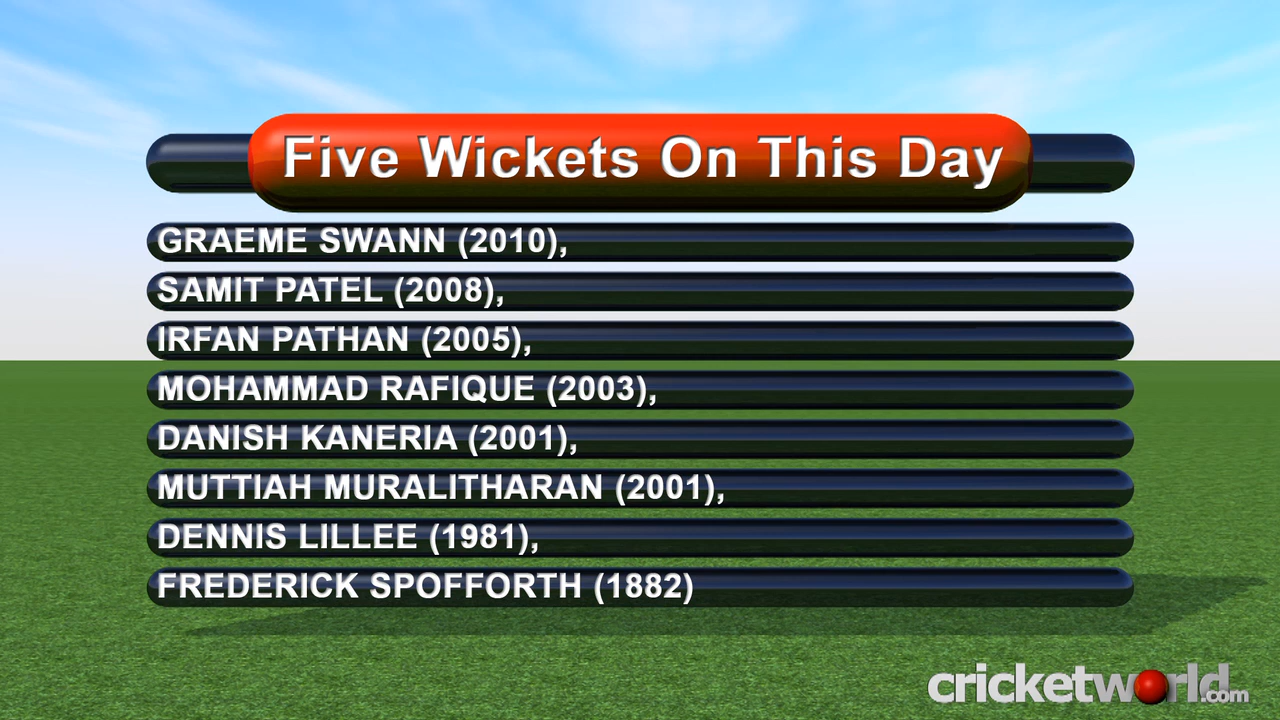 Five Wickets On This Day
GRAEME SWANN (2010),
SAMIT PATEL (2008),
IRFAN PATHAN (2005),
MOHAMMAD RAFIQUE (2003),
DANISH KANERIA (2001),
MUTTIAH MURALITHARAN (2001),
DENNIS LILLEE (1981),
FREDERICK SPOFFORTH (1882)
cricketworld.com